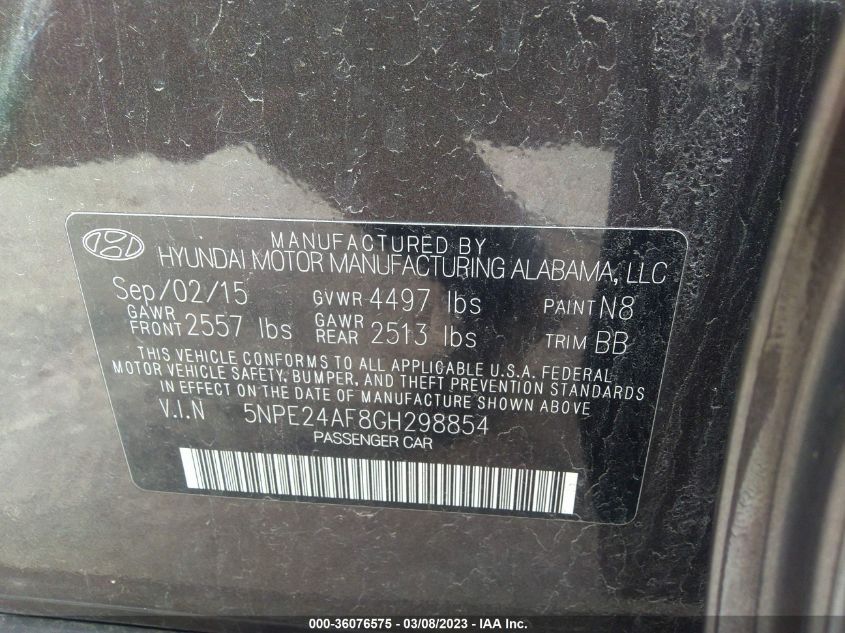 MANUFACTURED BY
HYUNDAI MOTOR MANUFACTURING ALABAMA, LLC
Sep/02/15 GVWR 4497 lbs PAINT N8
GAWR FRONT 2557 lbs GAWR REAR 2513 lbs TRIM BB
THIS VEHICLE CONFORMS TO ALL APPLICABLE U.S.A. FEDERAL
MOTOR VEHICLE SAFETY, BUMPER, AND THEFT PREVENTION STANDARDS
IN EFFECT ON THE DATE OF MANUFACTURE SHOWN ABOVE
V.I.N 5NPE24AF8GH298854
PASSENGER CAR
000-36076575 - 03/08/2023 - IAA Inc.